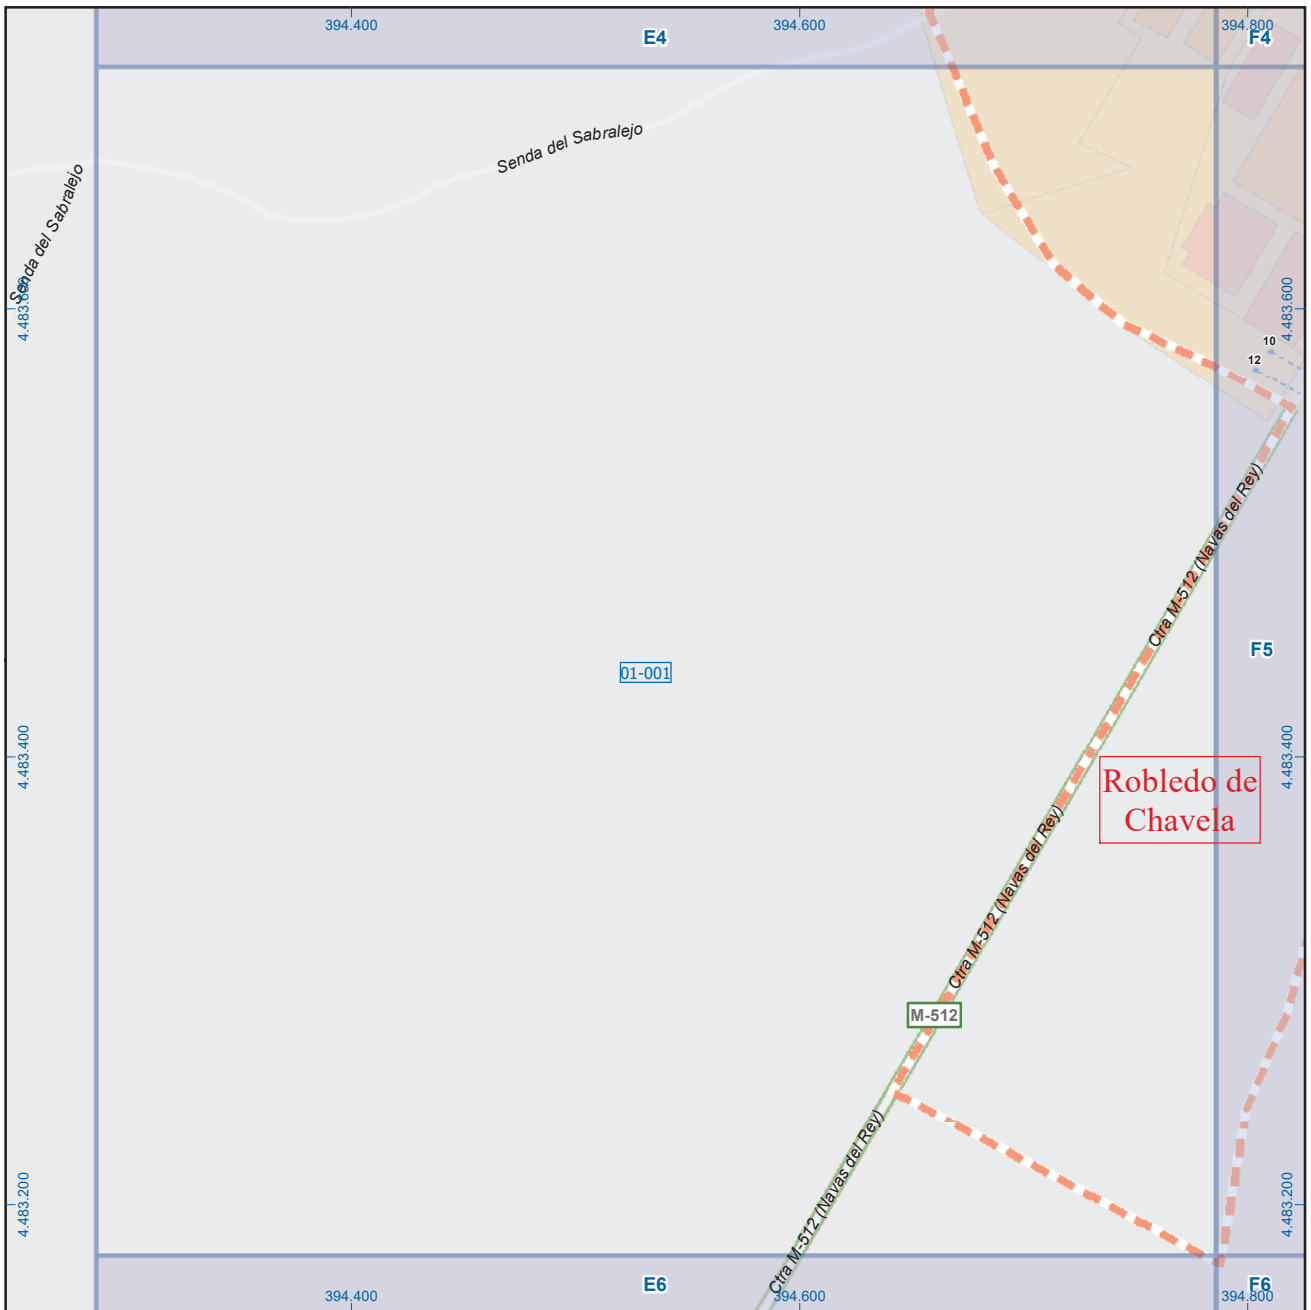 394.400
394.600
394.800
E4
F4
Senda del Sabralejo
Senda del Sabralejo
4.483.600
4.483.600
10
12
Ctra M-512 (Navas del Rey)
F5
01-001
4.483.400
4.483.400
Robledo de
Chavela
Ctra M-512 (Navas del Rey)
M-512
Ctra M-512 (Navas del Rey)
4.483.200
4.483.200
E6
F6
394.400
394.600
394.800